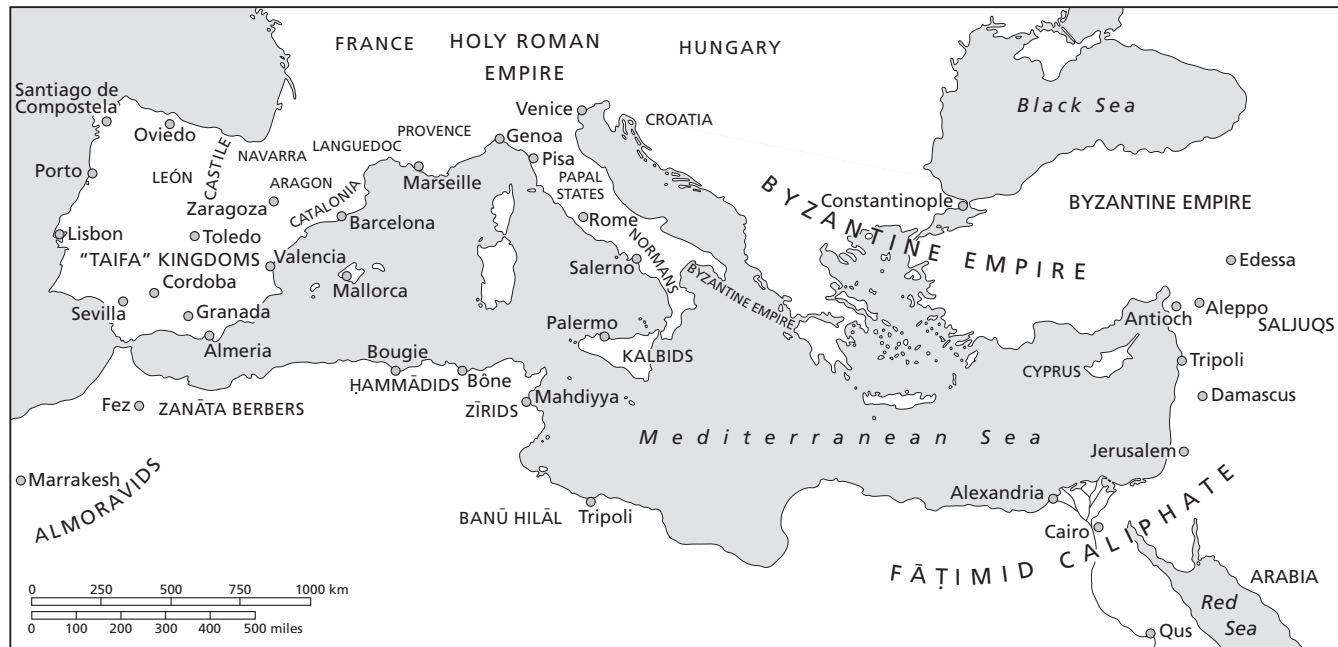 FRANCE
HOLY ROMAN
EMPIRE
HUNGARY
Santiago de
Compostela
Oviedo
CASTILE
NAVARRA
LANGUEDOC
PROVENCE
Venice
Genoa
CROATIA
Black Sea
Porto
LEÓN
ARAGON
Zaragoza
CATALONIA
Marseille
Pisa
PAPAL
STATES
BYZANTINE EMPIRE
Constantinople
BYZANTINE EMPIRE
Lisbon
Toledo
Barcelona
Rome
NORMANS
"TAIFA" KINGDOMS
Valencia
Salerno
BYZANTINE EMPIRE
Edessa
Cordoba
Mallorca
Sevilla
Granada
Palermo
Antioch
Aleppo
SALJUQS
Almeria
Bougie
KALBIDS
CYPRUS
Tripoli
ḤAMMĀDIDS
Bône
Fez
ZANĀTA BERBERS
ZĪRIDS
Mahdiyya
Damascus
Mediterranean Sea
Jerusalem
Marrakesh
ALMORAVIDS
BANŪ HILĀL
Tripoli
Alexandria
Cairo
FĀṬIMID CALIPHATE
ARABIA
Red
Sea
Qus
0 250 500 750 1000 km
0 100 200 300 400 500 miles